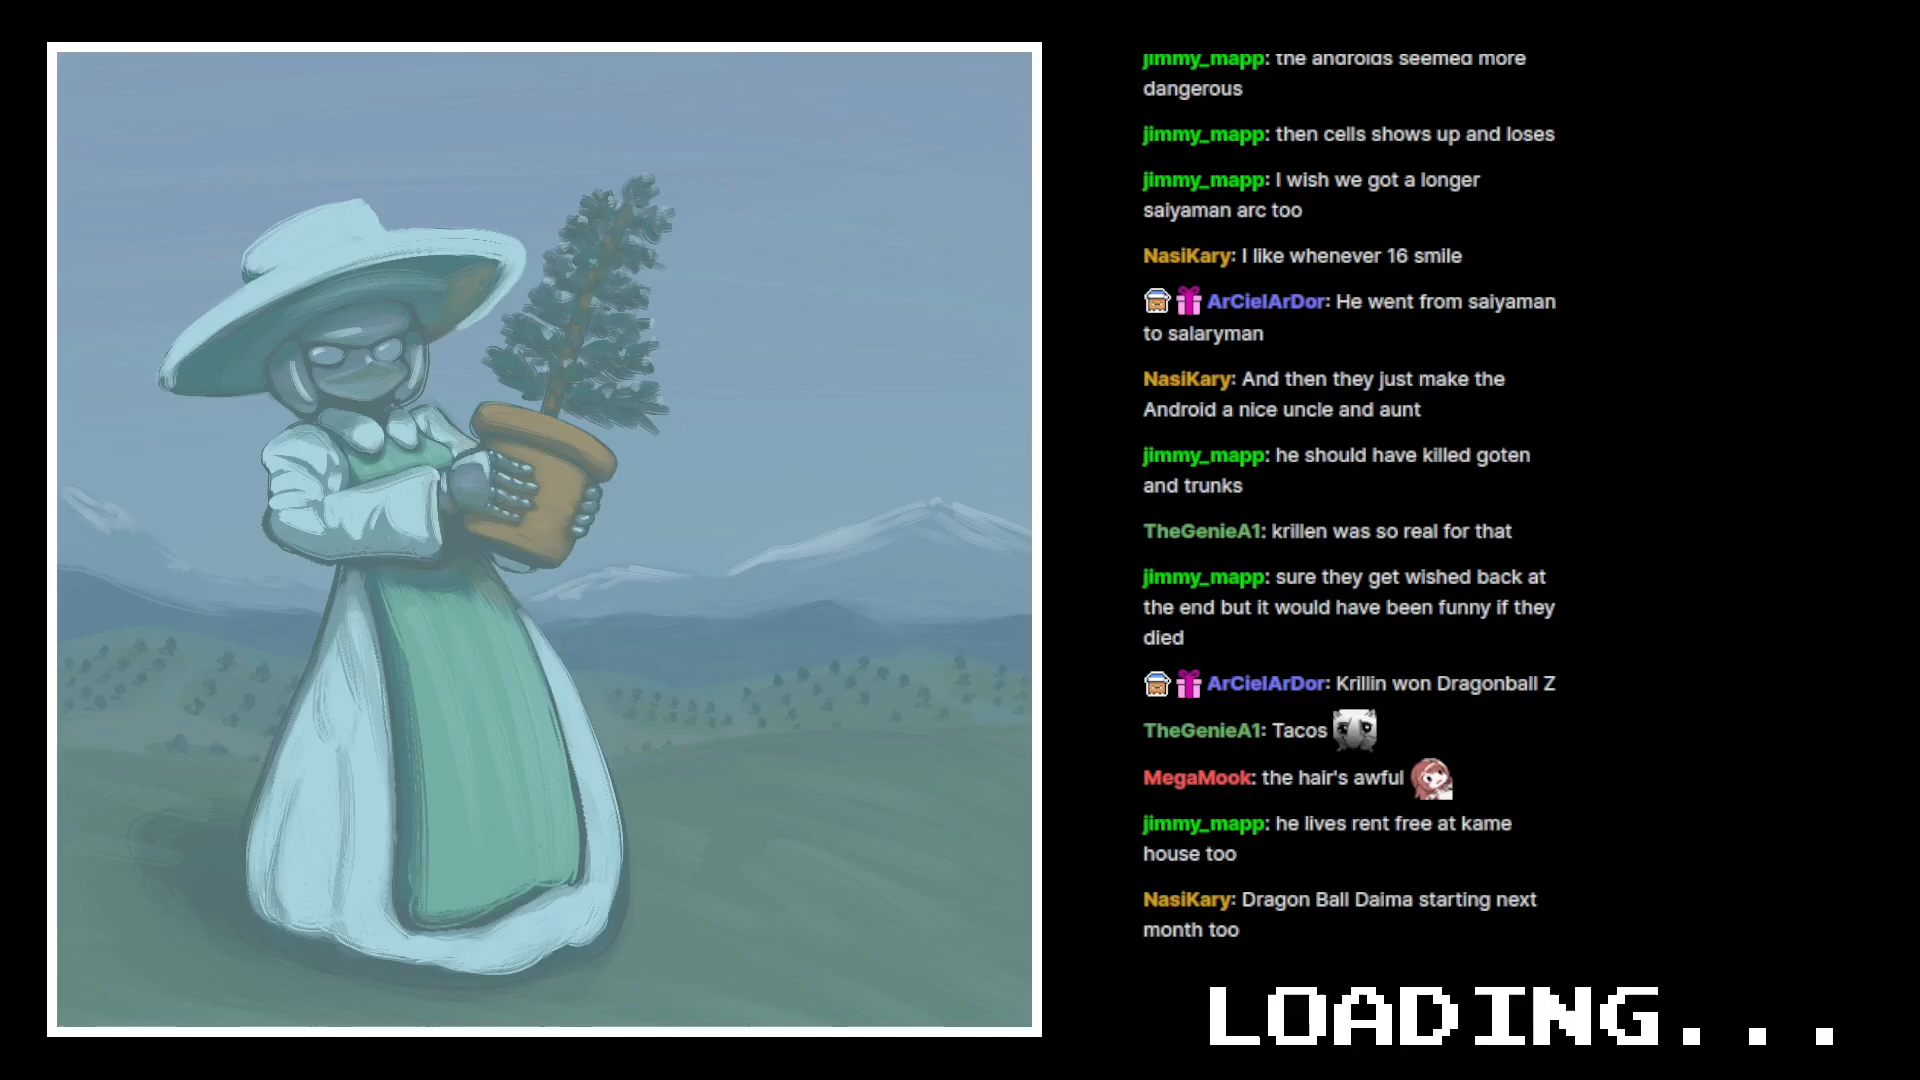 jimmy_mapp: the androids seemed more
dangerous
jimmy_mapp: then cells shows up and loses
jimmy_mapp: I wish we got a longer
saiyaman arc too
NasiKary: I like whenever 16 smile
ArCielArDor: He went from saiyaman
to salaryman
NasiKary: And then they just make the
Android a nice uncle and aunt
jimmy_mapp: he should have killed goten
and trunks
TheGenieA1: krillen was so real for that
jimmy_mapp: sure they get wished back at
the end but it would have been funny if they
died
ArCielArDor: Krillin won Dragonball Z
TheGenieA1: Tacos
MegaMook: the hair's awful
jimmy_mapp: he lives rent free at kame
house too
NasiKary: Dragon Ball Daima starting next
month too
LOADING...